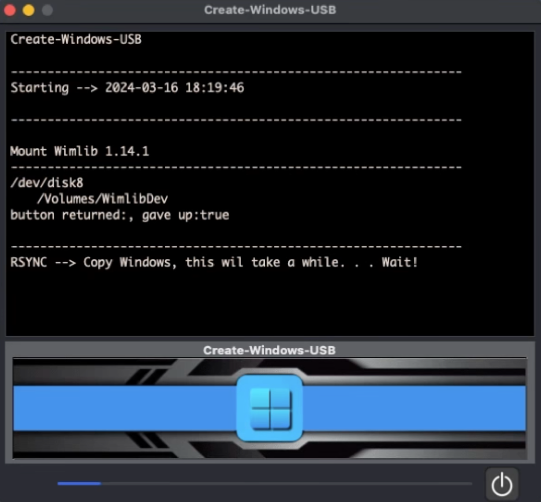 Create-Windows-USB
Create-Windows-USB
--------------------------------------------------------------
Starting --> 2024-03-16 18:19:46
--------------------------------------------------------------
Mount Wimlib 1.14.1
--------------------------------------------------------------
/dev/disk8
/Volumes/WimlibDev
button returned:, gave up:true
--------------------------------------------------------------
RSYNC --> Copy Windows, this wil take a while. . . Wait!
Create-Windows-USB